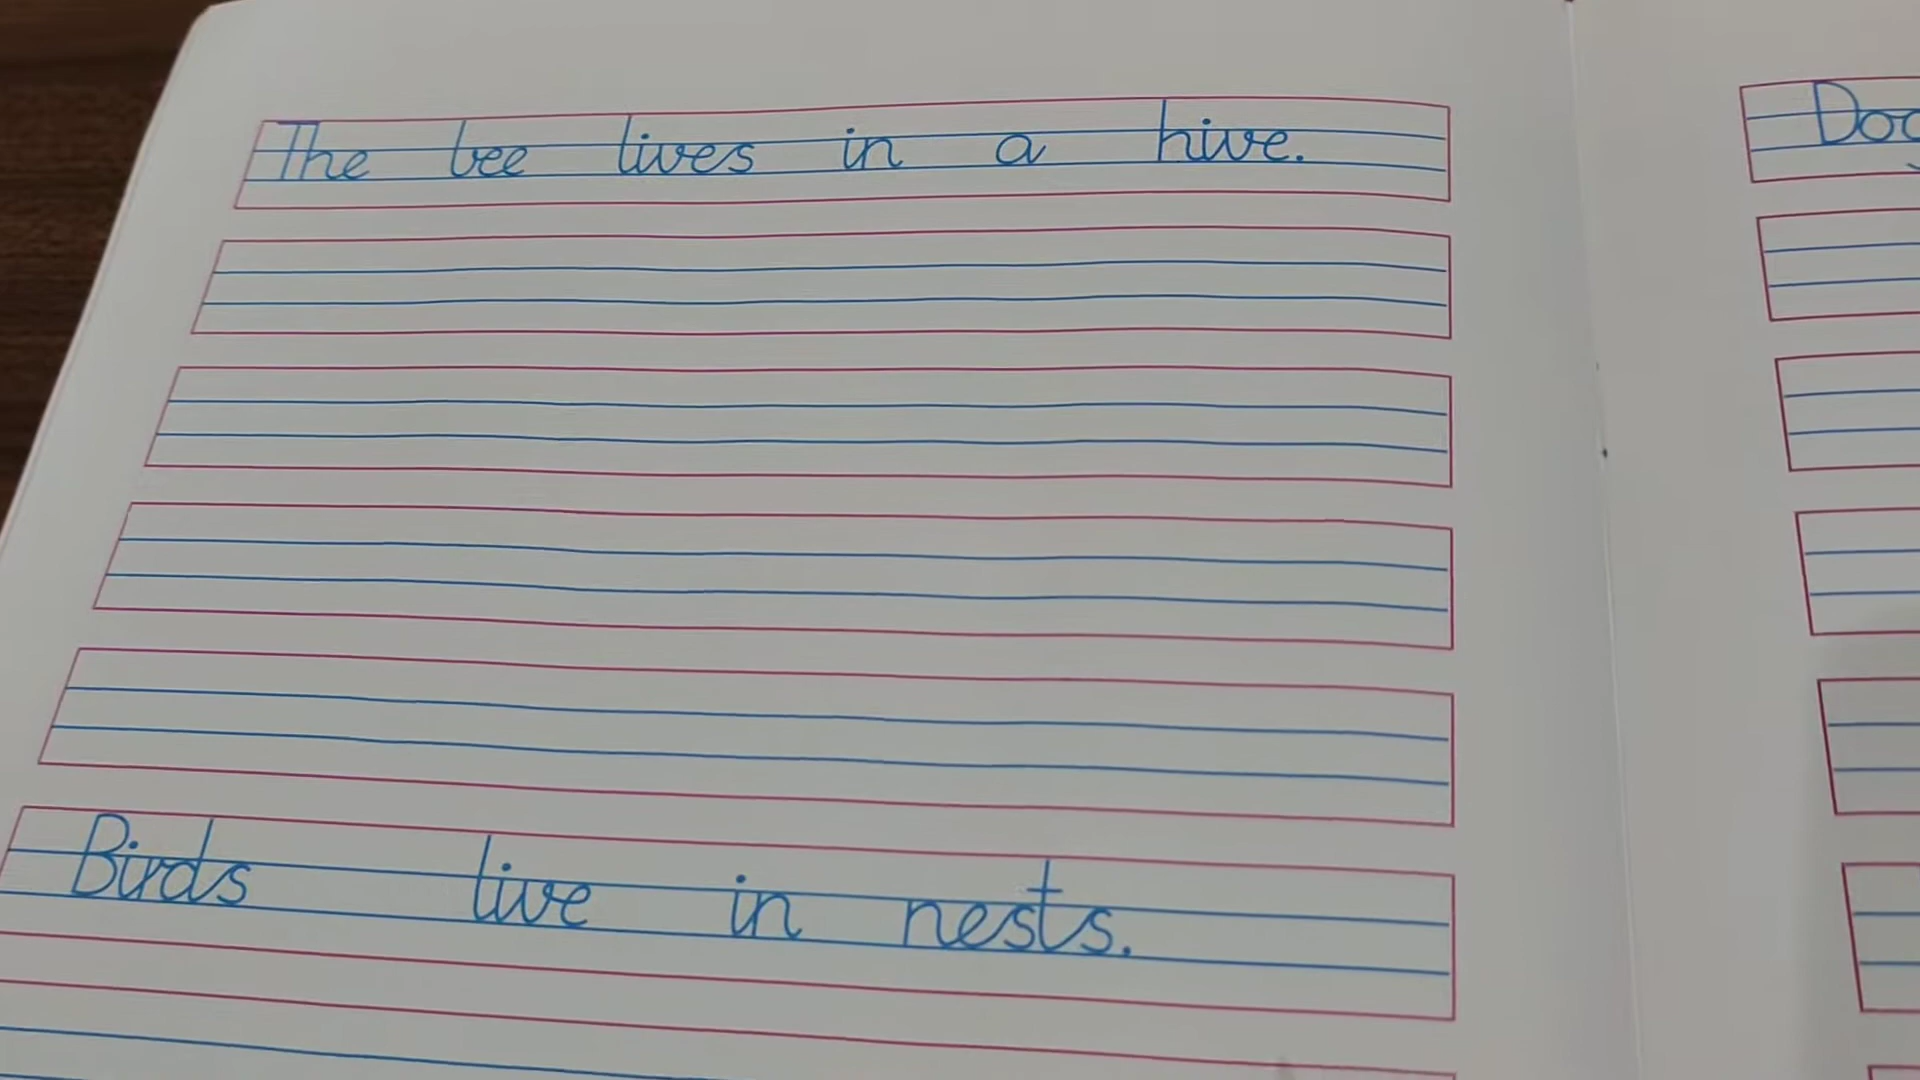 The bee lives in a hive.
Birds live in nests.